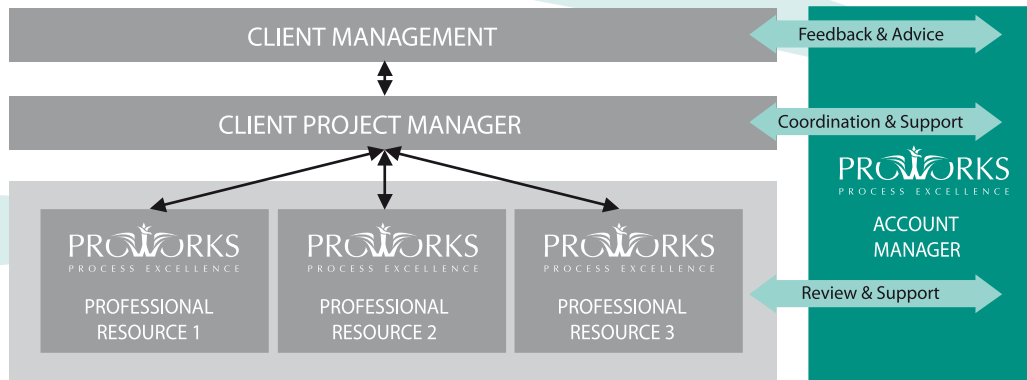 CLIENT MANAGEMENT
Feedback & Advice
CLIENT PROJECT MANAGER
Coordination & Support
PROWORKS
PROCESS EXCELLENCE
ACCOUNT
MANAGER
PROWORKS
PROCESS EXCELLENCE
PROFESSIONAL
RESOURCE 1
PROWORKS
PROCESS EXCELLENCE
PROFESSIONAL
RESOURCE 2
PROWORKS
PROCESS EXCELLENCE
PROFESSIONAL
RESOURCE 3
Review & Support